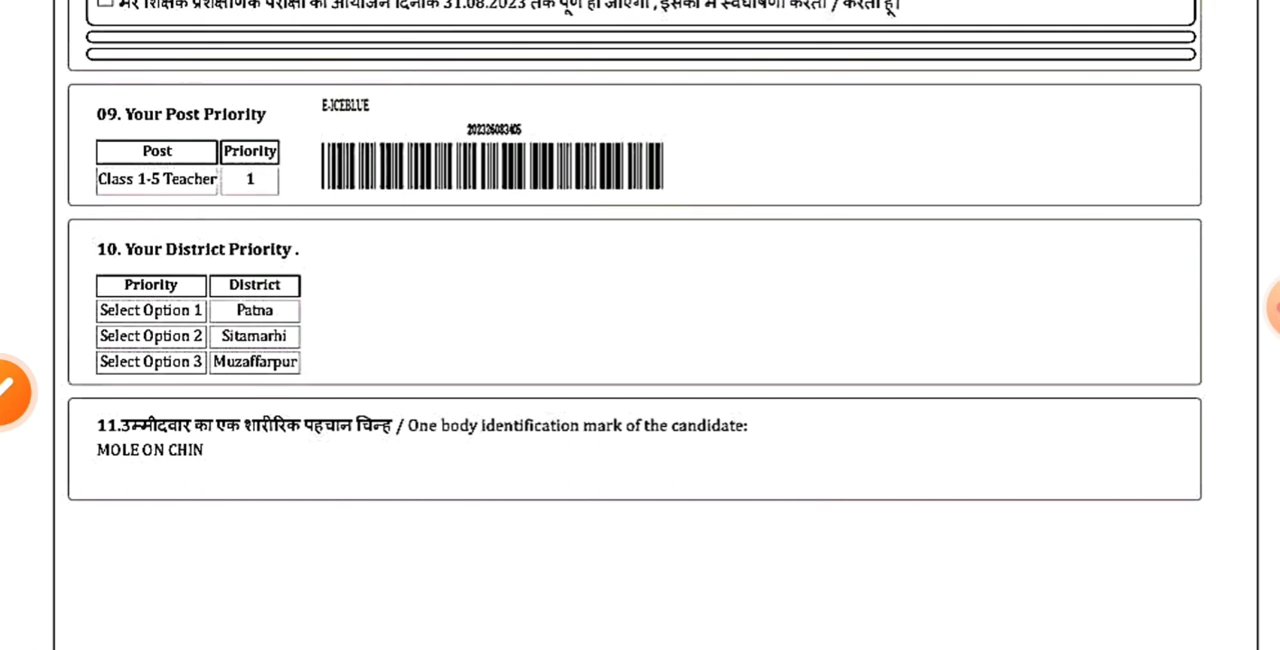 मेरे शिक्षक प्रशैक्षणिक परीक्षा का आयोजन दिनांक 31.08.2023 तक पूर्ण हो जाएगा , इसकी मैं स्वघोषणा करता / करती हूँ।
09. Your Post Priority
E-ICEBLUE
202326083405
Post Priority
Class 1-5 Teacher 1
10. Your District Priority .
Priority District
Select Option 1 Patna
Select Option 2 Sitamarhi
Select Option 3 Muzaffarpur
11.उम्मीदवार का एक शारीरिक पहचान चिन्ह / One body identification mark of the candidate:
MOLE ON CHIN